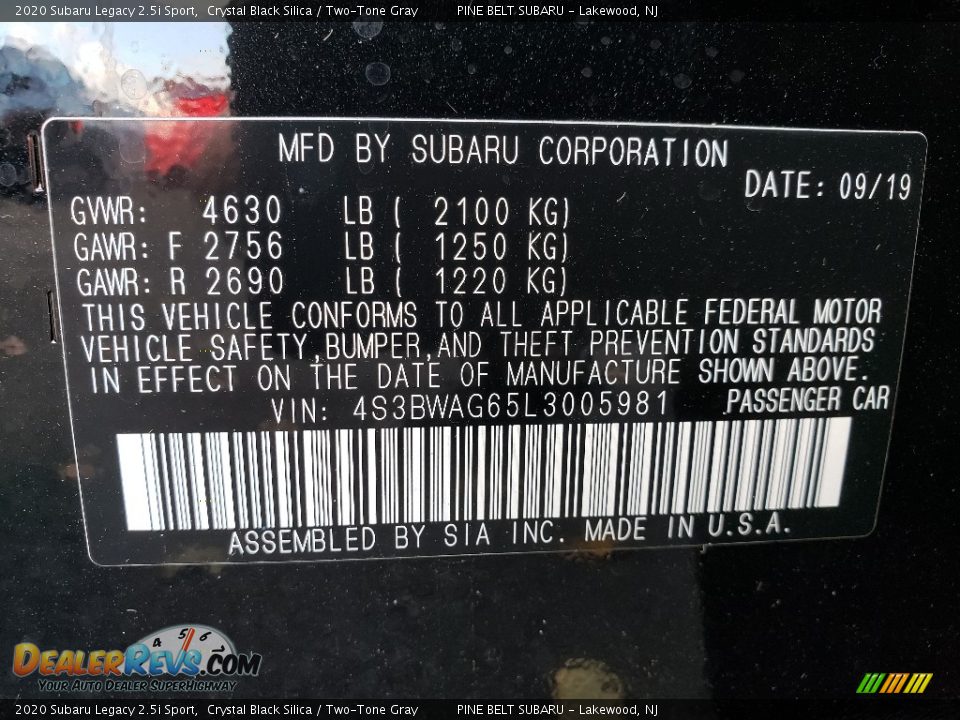 2020 Subaru Legacy 2.5i Sport, Crystal Black Silica / Two-Tone Gray PINE BELT SUBARU - Lakewood, NJ
MFD BY SUBARU CORPORATION
DATE: 09/19
GVWR: 4630 LB ( 2100 KG)
GAWR: F 2756 LB ( 1250 KG)
GAWR: R 2690 LB ( 1220 KG)
THIS VEHICLE CONFORMS TO ALL APPLICABLE FEDERAL MOTOR
VEHICLE SAFETY,BUMPER,AND THEFT PREVENTION STANDARDS
IN EFFECT ON THE DATE OF MANUFACTURE SHOWN ABOVE.
VIN: 4S3BWAG65L3005981 PASSENGER CAR
ASSEMBLED BY SIA INC. MADE IN U.S.A.
4 5 6
DEALERREVS.COM
YOUR AUTO DEALER SUPERHIGHWAY
2020 Subaru Legacy 2.5i Sport, Crystal Black Silica / Two-Tone Gray PINE BELT SUBARU - Lakewood, NJ